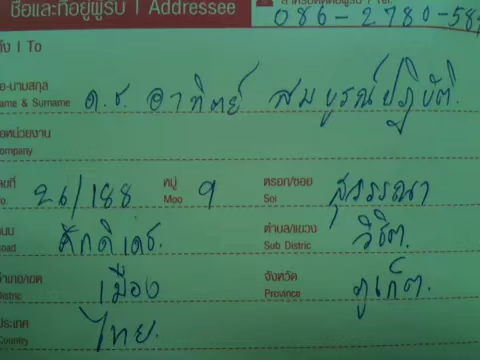 ชื่อและที่อยู่ผู้รับ | Addressee
086-2780-58
ถึง | To
ชื่อ-นามสกุล ด.ช. อาทิตย์ สมบูรณ์ปฏิบัติ
Name & Surname
ชื่อหน่วยงาน
Company
เลขที่ 26/188 หมู่ 9 ตรอก/ซอย สุวรรณา
No. Moo Soi
ถนน ศักดิเดช ตำบล/แขวง วิชิต
Road Sub Distric
อำเภอ/เขต เมือง จังหวัด ภูเก็ต
Distric Province
ประเทศ ไทย
Country